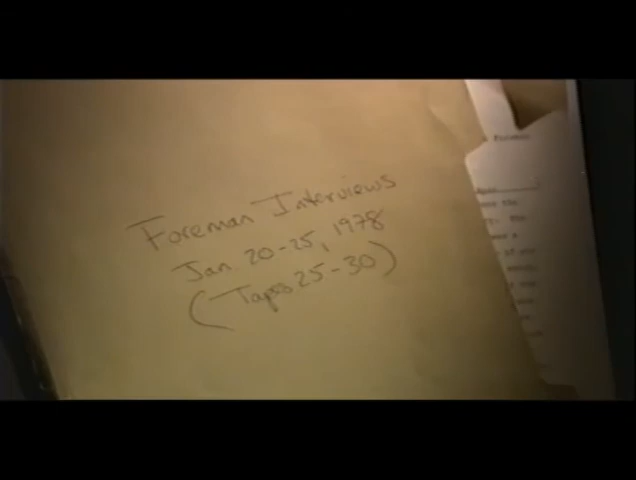 Foreman Interviews
Jan 20-25, 1978
(Tapes 25-30)